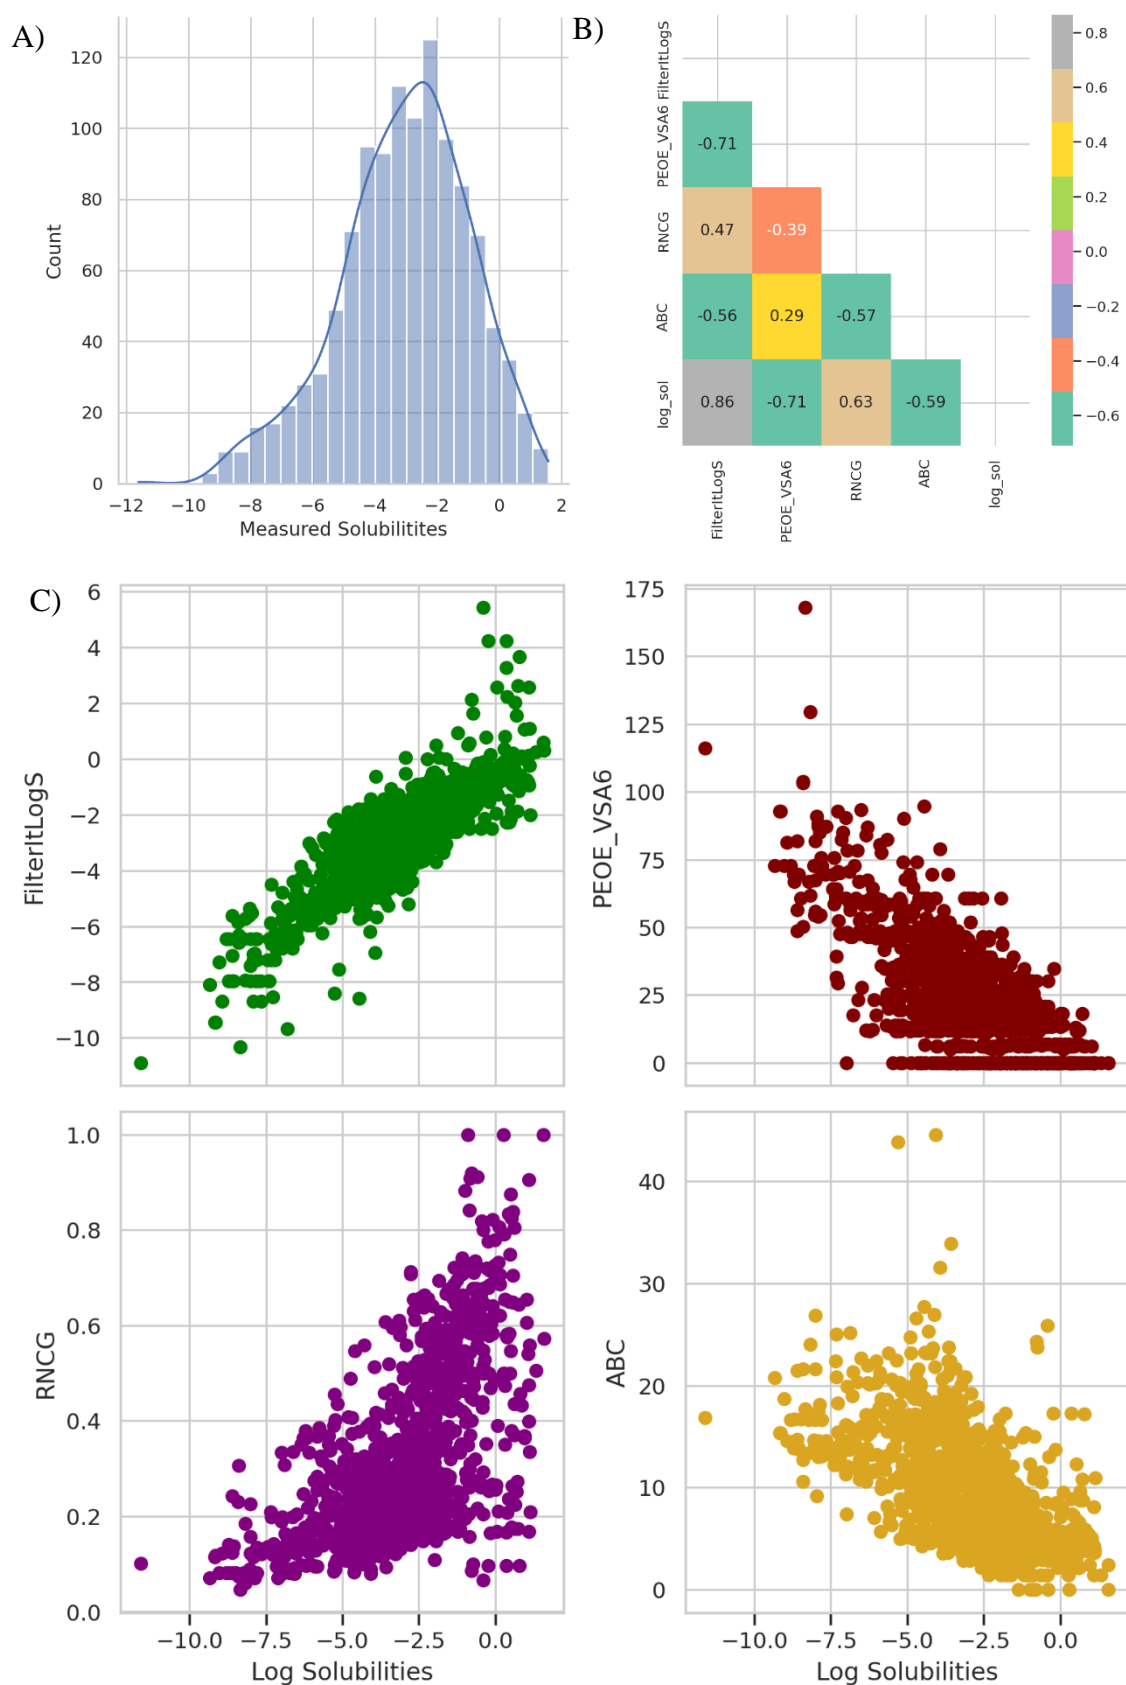 A)
Count
120
100
80
60
40
20
0
−12 −10 −8 −6 −4 −2 0 2
Measured Solubilitites
B)
FilterItLogS
PEOE_VSA6
RNCG
ABC
log_sol
-0.71
0.47 -0.39
-0.56 0.29 -0.57
0.86 -0.71 0.63 -0.59
FilterItLogS PEOE_VSA6 RNCG ABC log_sol
0.8
0.6
0.4
0.2
0.0
−0.2
−0.4
−0.6
C)
FilterItLogS
6
4
2
0
−2
−4
−6
−8
−10
PEOE_VSA6
175
150
125
100
75
50
25
0
RNCG
1.0
0.8
0.6
0.4
0.2
0.0
−10.0 −7.5 −5.0 −2.5 0.0
Log Solubilities
ABC
40
30
20
10
0
−10.0 −7.5 −5.0 −2.5 0.0
Log Solubilities